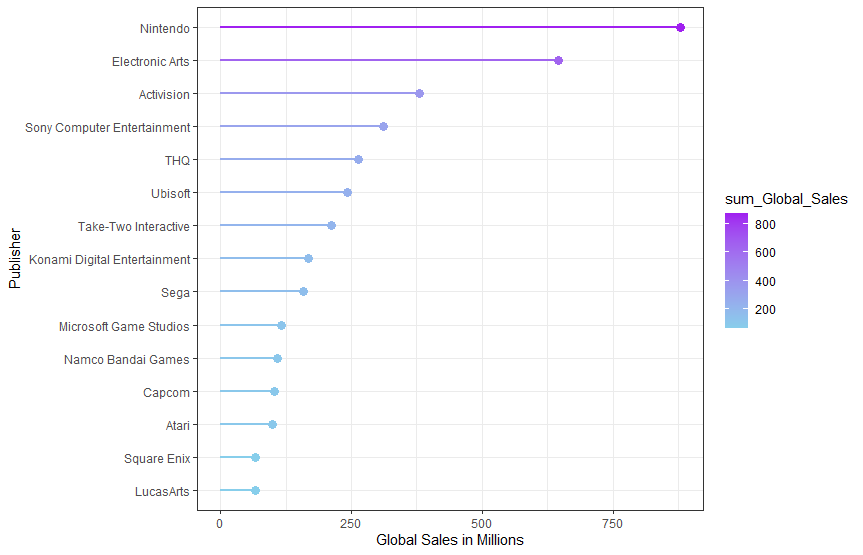 Nintendo
Electronic Arts
Activision
Sony Computer Entertainment
THQ
Ubisoft
Take-Two Interactive
Konami Digital Entertainment
Sega
Microsoft Game Studios
Namco Bandai Games
Capcom
Atari
Square Enix
LucasArts
Publisher
0 250 500 750
Global Sales in Millions
sum_Global_Sales
800
600
400
200